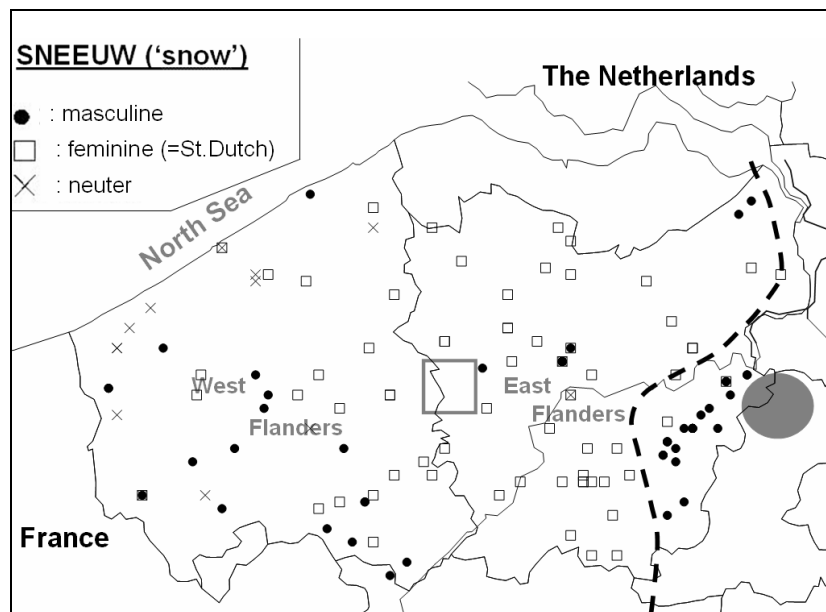 SNEEUW (‘snow’)
: masculine
: feminine (=St.Dutch)
: neuter
The Netherlands
North Sea
West
Flanders
East
Flanders
France